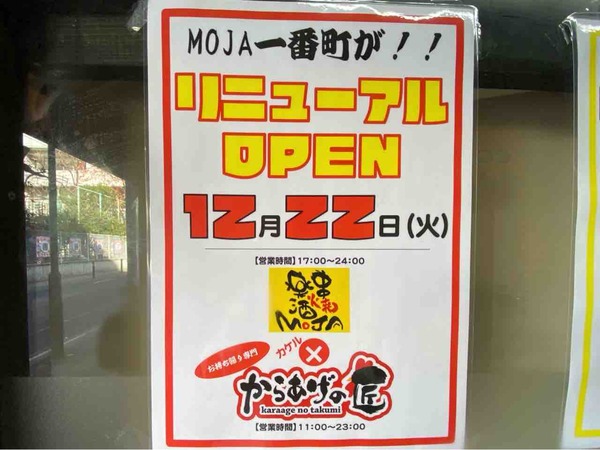 MOJA一番町が！！
リニューアル
OPEN
12月22日（火）
【営業時間】17:00～24:00
MOJA
お持ち帰り専門
カケル ×
からあげの匠
karaage no takumi
【営業時間】11:00～23:00